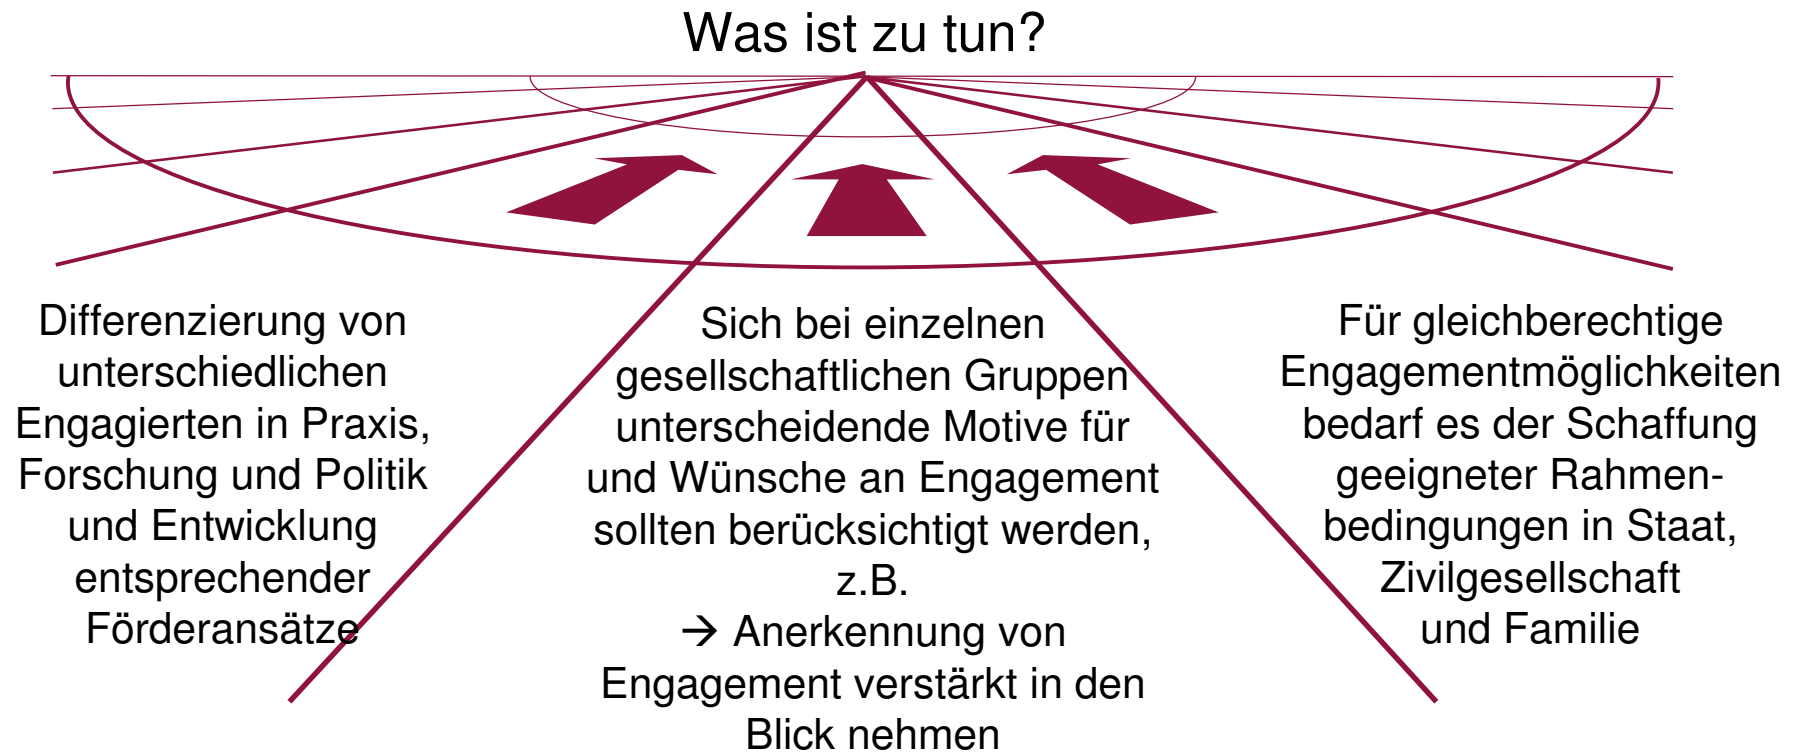 Was ist zu tun?
Differenzierung von
unterschiedlichen
Engagierten in Praxis,
Forschung und Politik
und Entwicklung
entsprechender
Förderansätze
Sich bei einzelnen
gesellschaftlichen Gruppen
unterscheidende Motive für
und Wünsche an Engagement
sollten berücksichtigt werden,
z.B.
→ Anerkennung von
Engagement verstärkt in den
Blick nehmen
Für gleichberechtige
Engagementmöglichkeiten
bedarf es der Schaffung
geeigneter Rahmen-
bedingungen in Staat,
Zivilgesellschaft
und Familie